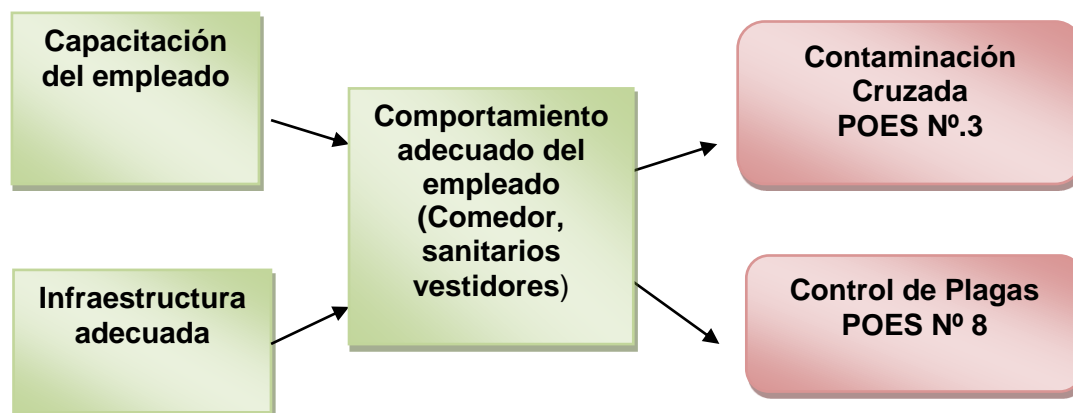 Capacitación
del empleado
Infraestructura
adecuada
Comportamiento
adecuado del
empleado
(Comedor,
sanitarios
vestidores)
Contaminación
Cruzada
POES Nº.3
Control de Plagas
POES Nº 8